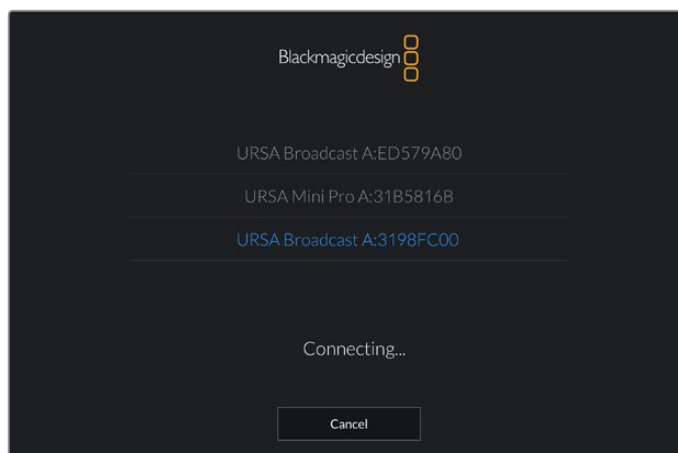 Blackmagicdesign
URSA Broadcast A:ED579A80
URSA Mini Pro A:31B5816B
URSA Broadcast A:3198FC00
Connecting...
Cancel